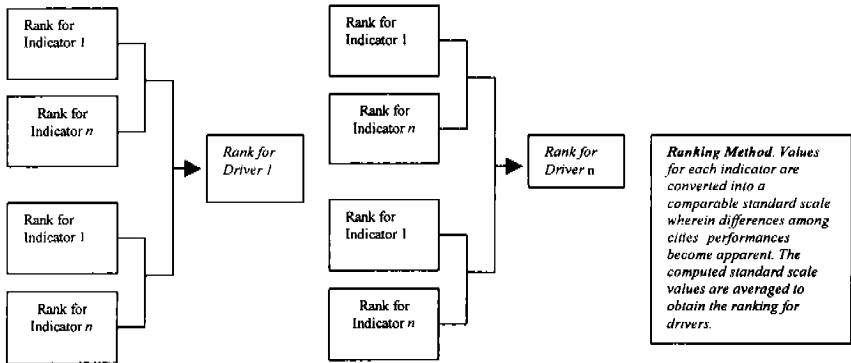 Rank for
Indicator 1
Rank for
Indicator n
Rank for
Driver 1
Rank for
Indicator 1
Rank for
Indicator n
Rank for
Indicator 1
Rank for
Indicator n
Rank for
Driver n
Rank for
Indicator 1
Rank for
Indicator n
Ranking Method. Values
for each indicator are
converted into a
comparable standard scale
wherein differences among
cities performances
become apparent. The
computed standard scale
values are averaged to
obtain the ranking for
drivers.